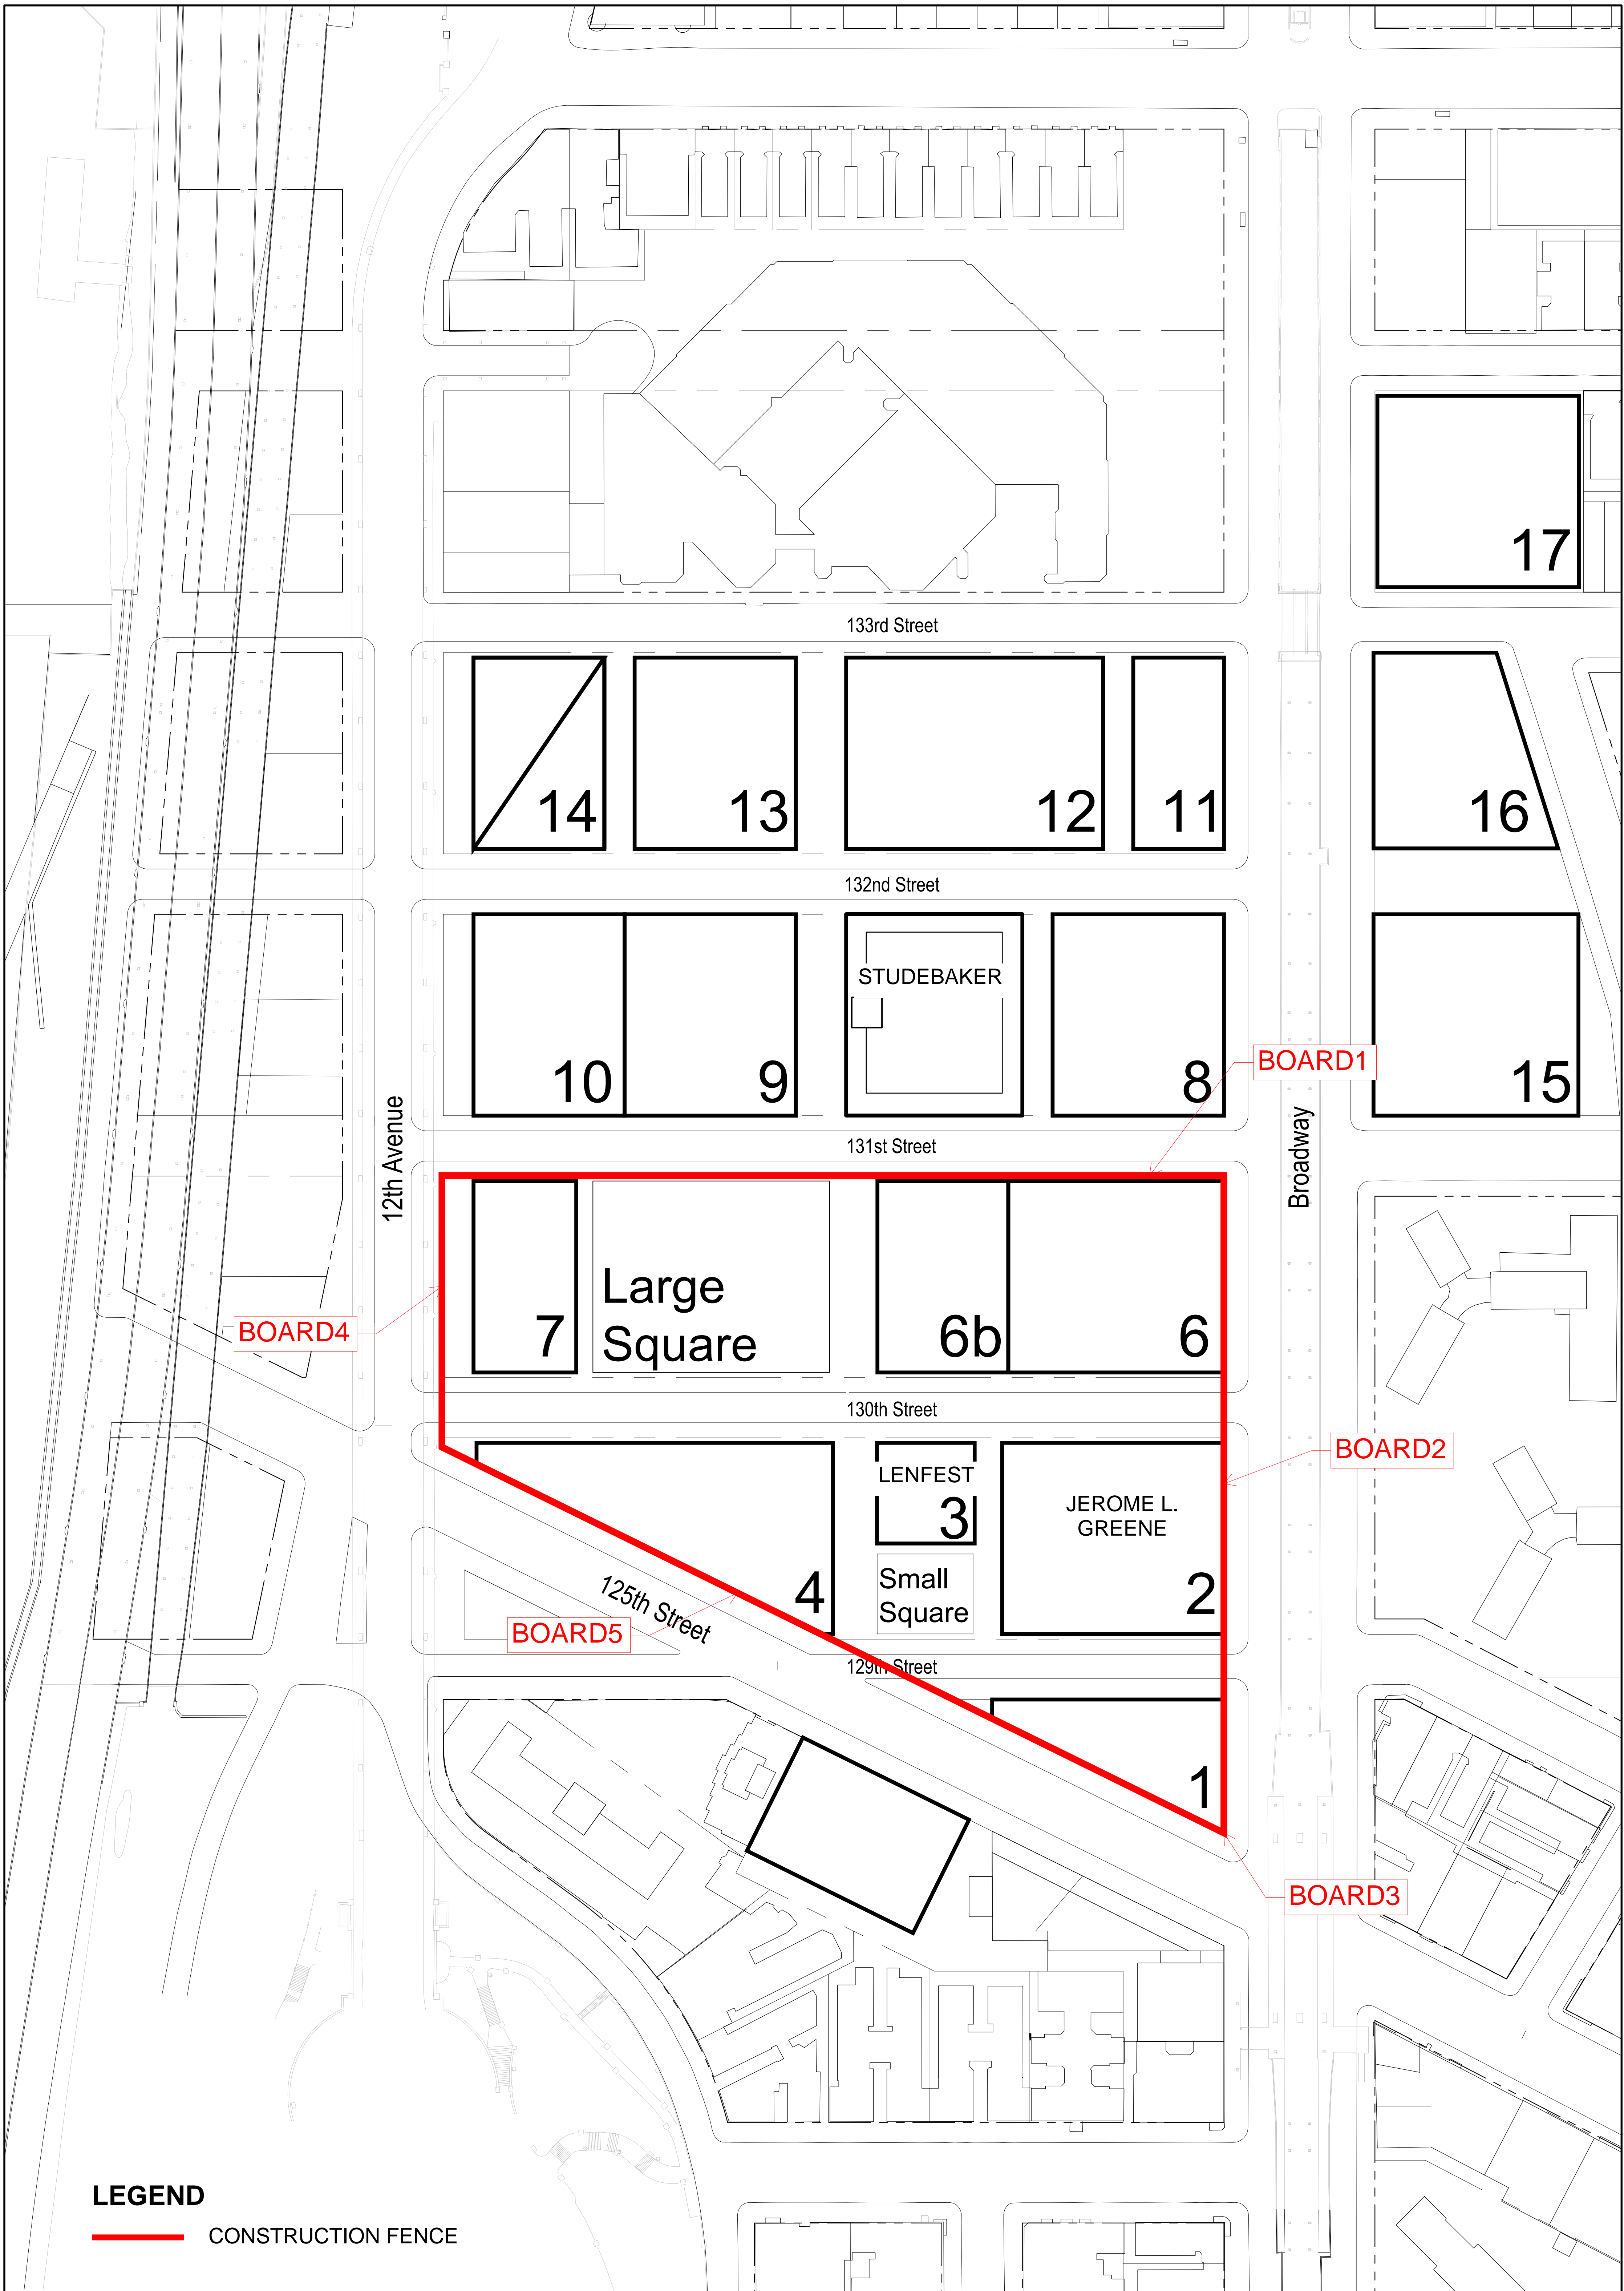 17
133rd Street
14
13
12
11
16
132nd Street
STUDEBAKER
10
9
8
15
BOARD1
12th Avenue
131st Street
Broadway
Large
Square
7
6b
6
BOARD4
130th Street
BOARD2
LENFEST
3
JEROME L.
GREENE
Small
Square
4
2
125th Street
BOARD5
129th Street
1
BOARD3
LEGEND
CONSTRUCTION FENCE